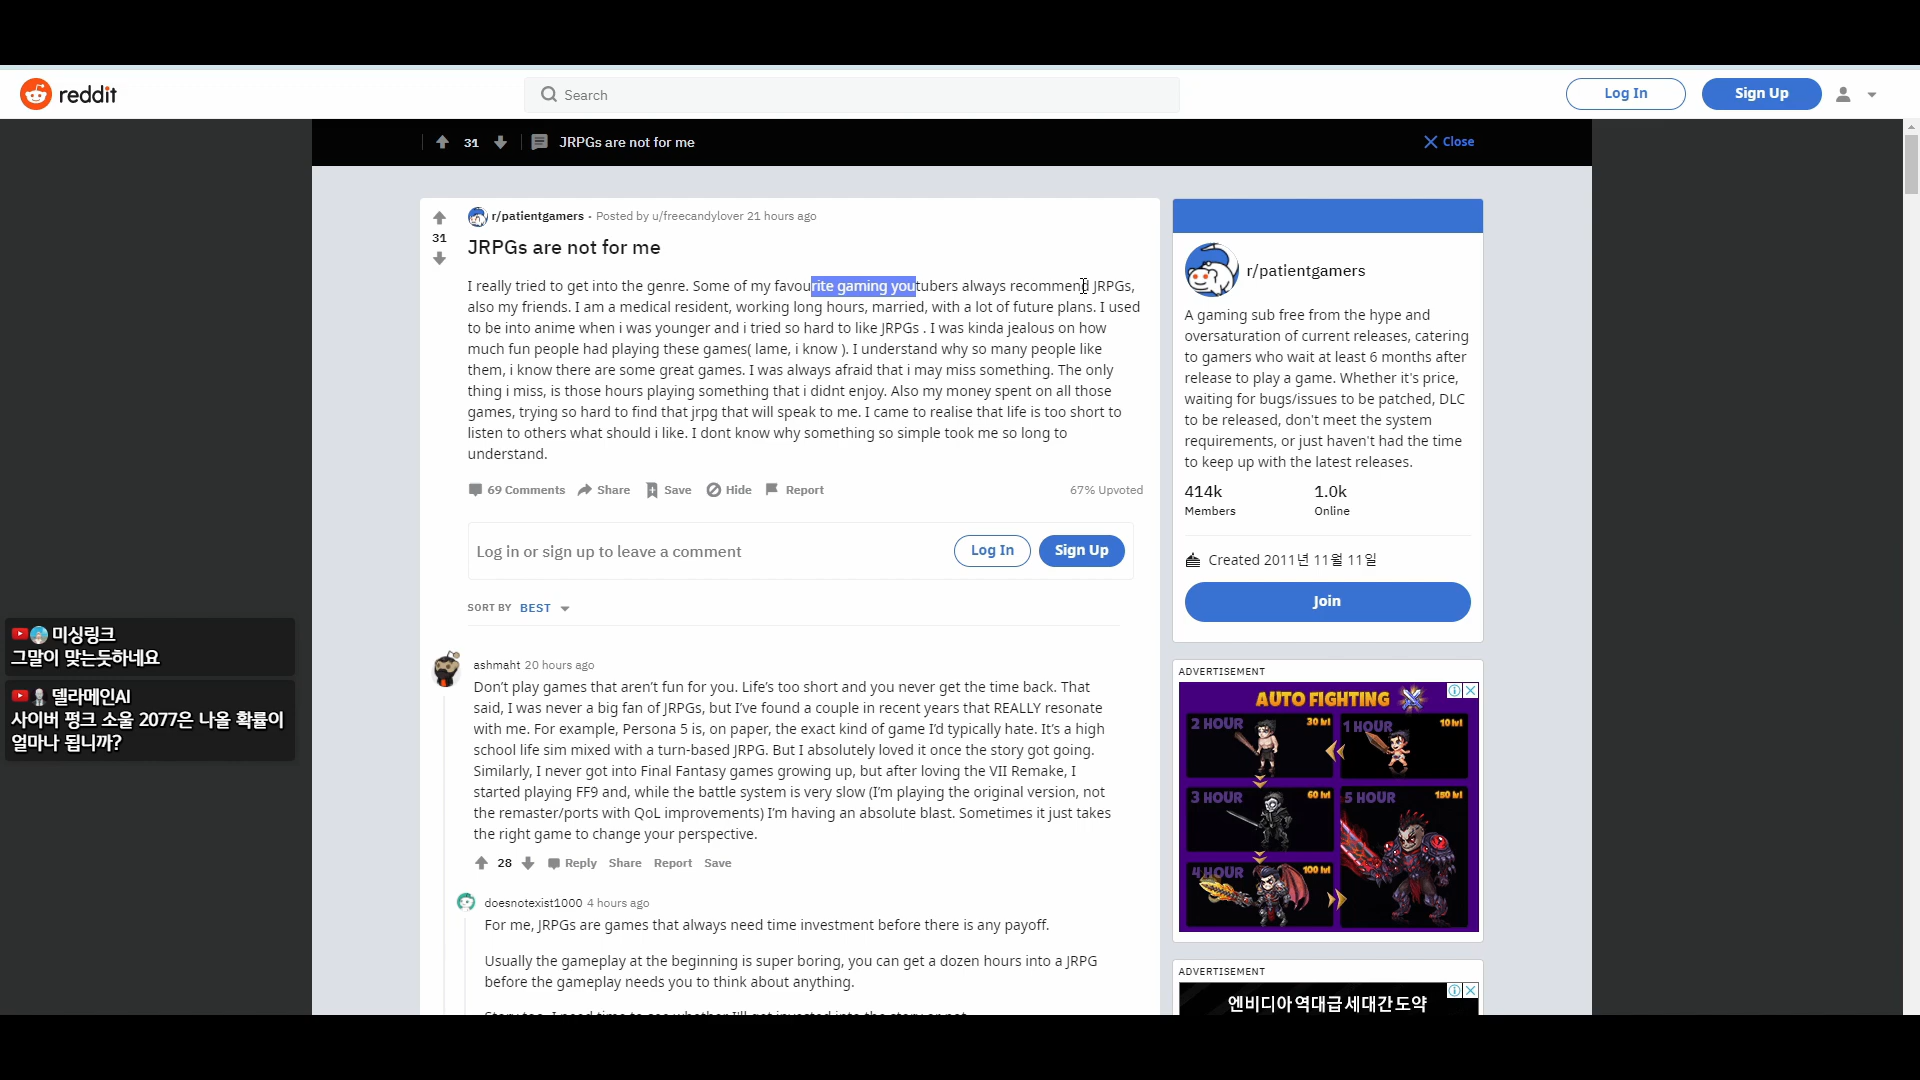 reddit
Search
Log In
Sign Up
31
JRPGs are not for me
Close
31
r/patientgamers · Posted by u/freecandylover 21 hours ago
JRPGs are not for me
I really tried to get into the genre. Some of my favourite gaming youtubers always recommend JRPGs,
also my friends. I am a medical resident, working long hours, married, with a lot of future plans. I used
to be into anime when i was younger and i tried so hard to like JRPGs . I was kinda jealous on how
much fun people had playing these games( lame, i know ). I understand why so many people like
them, i know there are some great games. I was always afraid that i may miss something. The only
thing i miss, is those hours playing something that i didnt enjoy. Also my money spent on all those
games, trying so hard to find that jrpg that will speak to me. I came to realise that life is too short to
listen to others what should i like. I dont know why something so simple took me so long to
understand.
69 Comments Share Save Hide Report 67% Upvoted
Log in or sign up to leave a comment
Log In
Sign Up
SORT BY BEST
ashmaht 20 hours ago
Don’t play games that aren’t fun for you. Life’s too short and you never get the time back. That
said, I was never a big fan of JRPGs, but I’ve found a couple in recent years that REALLY resonate
with me. For example, Persona 5 is, on paper, the exact kind of game I’d typically hate. It’s a high
school life sim mixed with a turn-based JRPG. But I absolutely loved it once the story got going.
Similarly, I never got into Final Fantasy games growing up, but after loving the VII Remake, I
started playing FF9 and, while the battle system is very slow (I’m playing the original version, not
the remaster/ports with QoL improvements) I’m having an absolute blast. Sometimes it just takes
the right game to change your perspective.
28 Reply Share Report Save
doesnotexist1000 4 hours ago
For me, JRPGs are games that always need time investment before there is any payoff.
Usually the gameplay at the beginning is super boring, you can get a dozen hours into a JRPG
before the gameplay needs you to think about anything.
r/patientgamers
A gaming sub free from the hype and
oversaturation of current releases, catering
to gamers who wait at least 6 months after
release to play a game. Whether it's price,
waiting for bugs/issues to be patched, DLC
to be released, don't meet the system
requirements, or just haven't had the time
to keep up with the latest releases.
414k 1.0k
Members Online
Created 2011년 11월 11일
Join
ADVERTISEMENT
AUTO FIGHTING
2 HOUR 30 lvl
1 HOUR 10 lvl
3 HOUR 60 lvl
5 HOUR 150 lvl
4 HOUR 100 lvl
ADVERTISEMENT
엔비디아 역대급 세대간 도약
미싱링크
그말이 맞는듯하네요
델라메인AI
사이버 펑크 소울 2077은 나올 확률이
얼마나 됩니까?